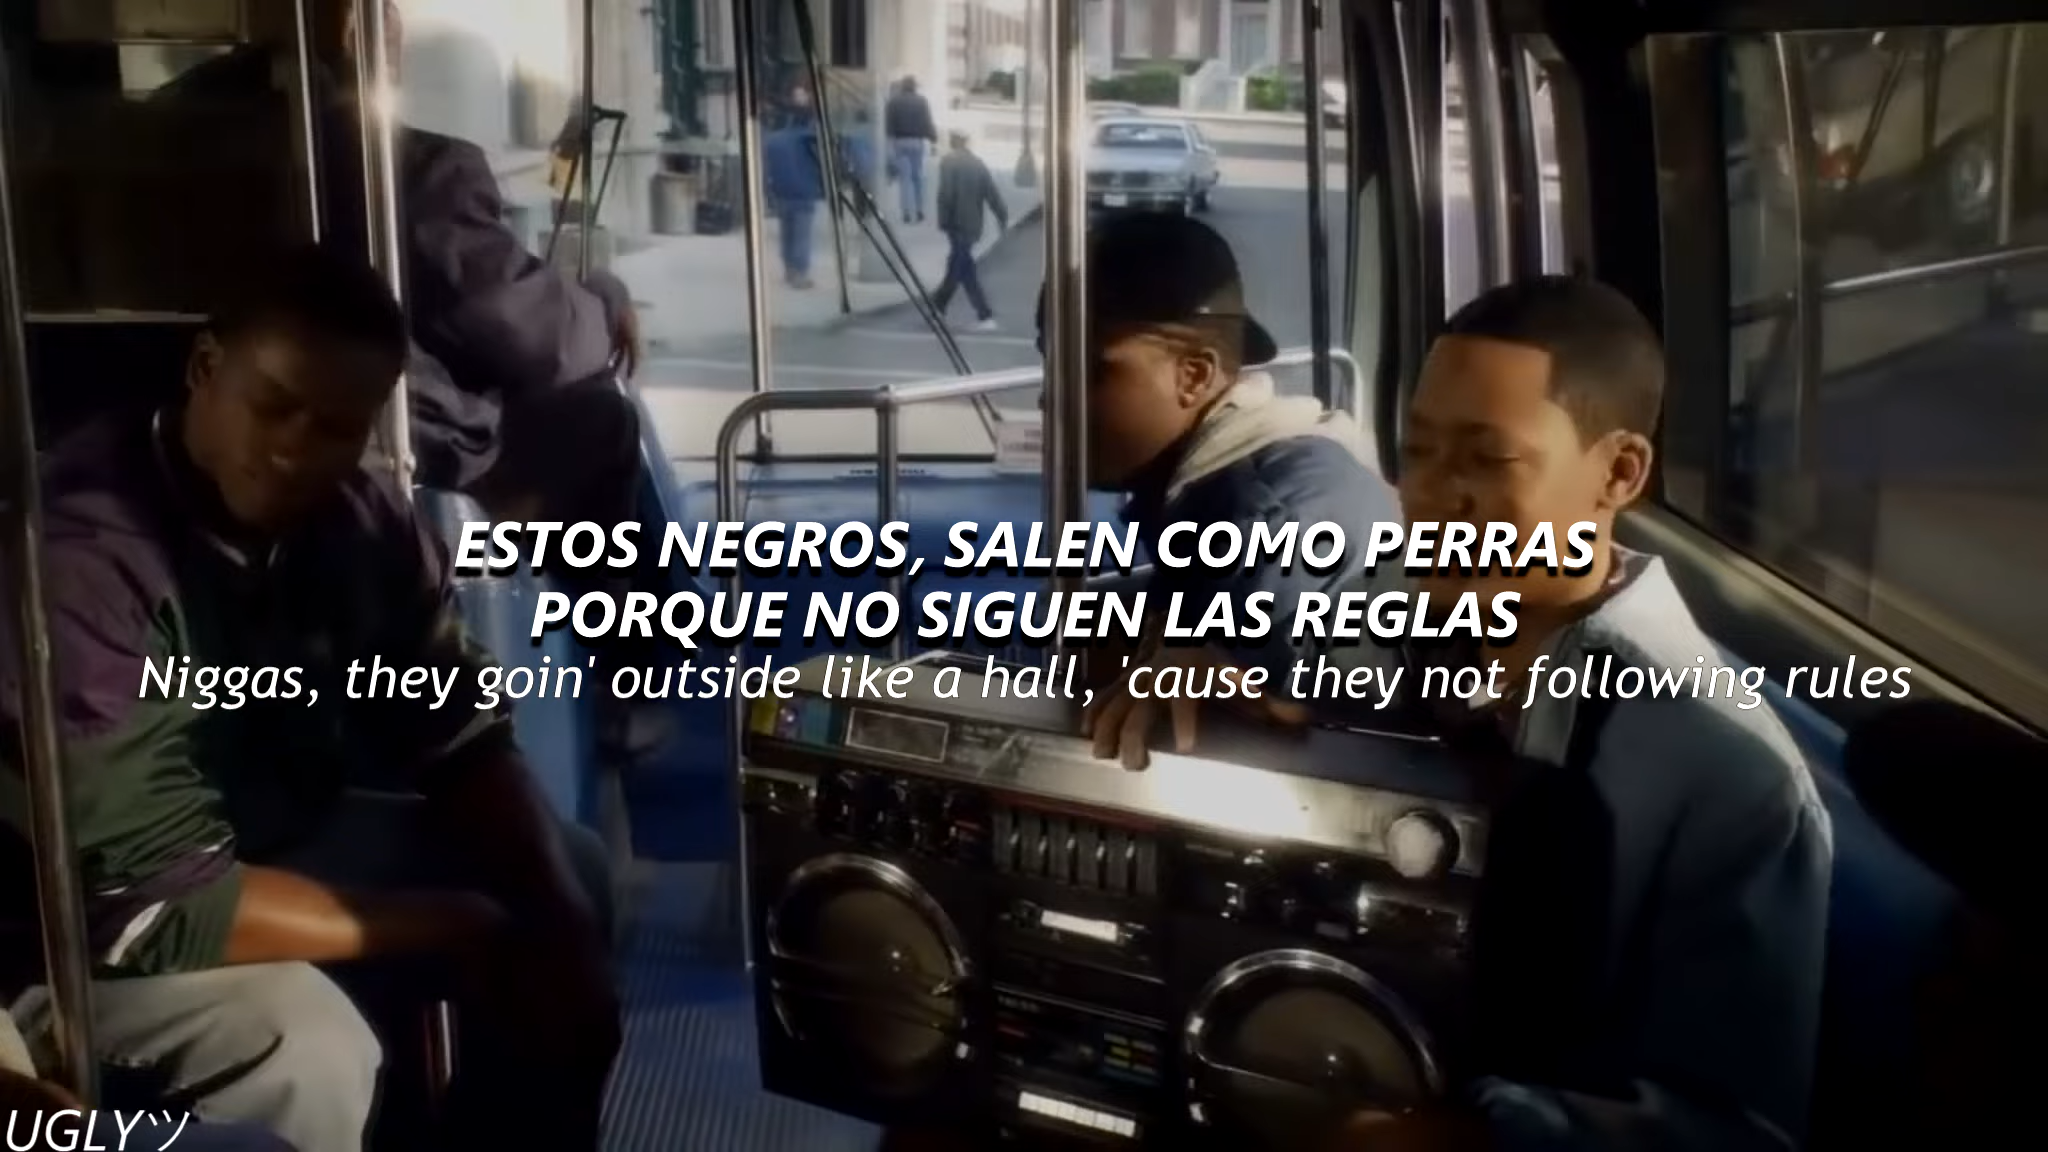 ESTOS NEGROS, SALEN COMO PERRAS
PORQUE NO SIGUEN LAS REGLAS
Niggas, they goin' outside like a hall, 'cause they not following rules
UGLYツ